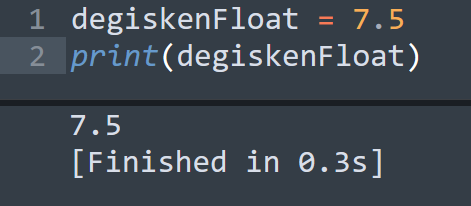 1 degiskenFloat = 7.5
2 print(degiskenFloat)
7.5
[Finished in 0.3s]